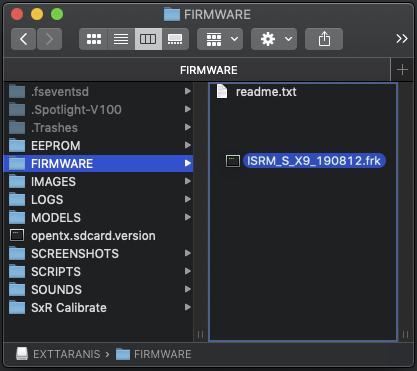 FIRMWARE
FIRMWARE
.fseventsd
.Spotlight-V100
.Trashes
EEPROM
FIRMWARE
IMAGES
LOGS
MODELS
opentx.sdcard.version
SCREENSHOTS
SCRIPTS
SOUNDS
SxR Calibrate
readme.txt
ISRM_S_X9_190812.frk
EXTTARANIS › FIRMWARE